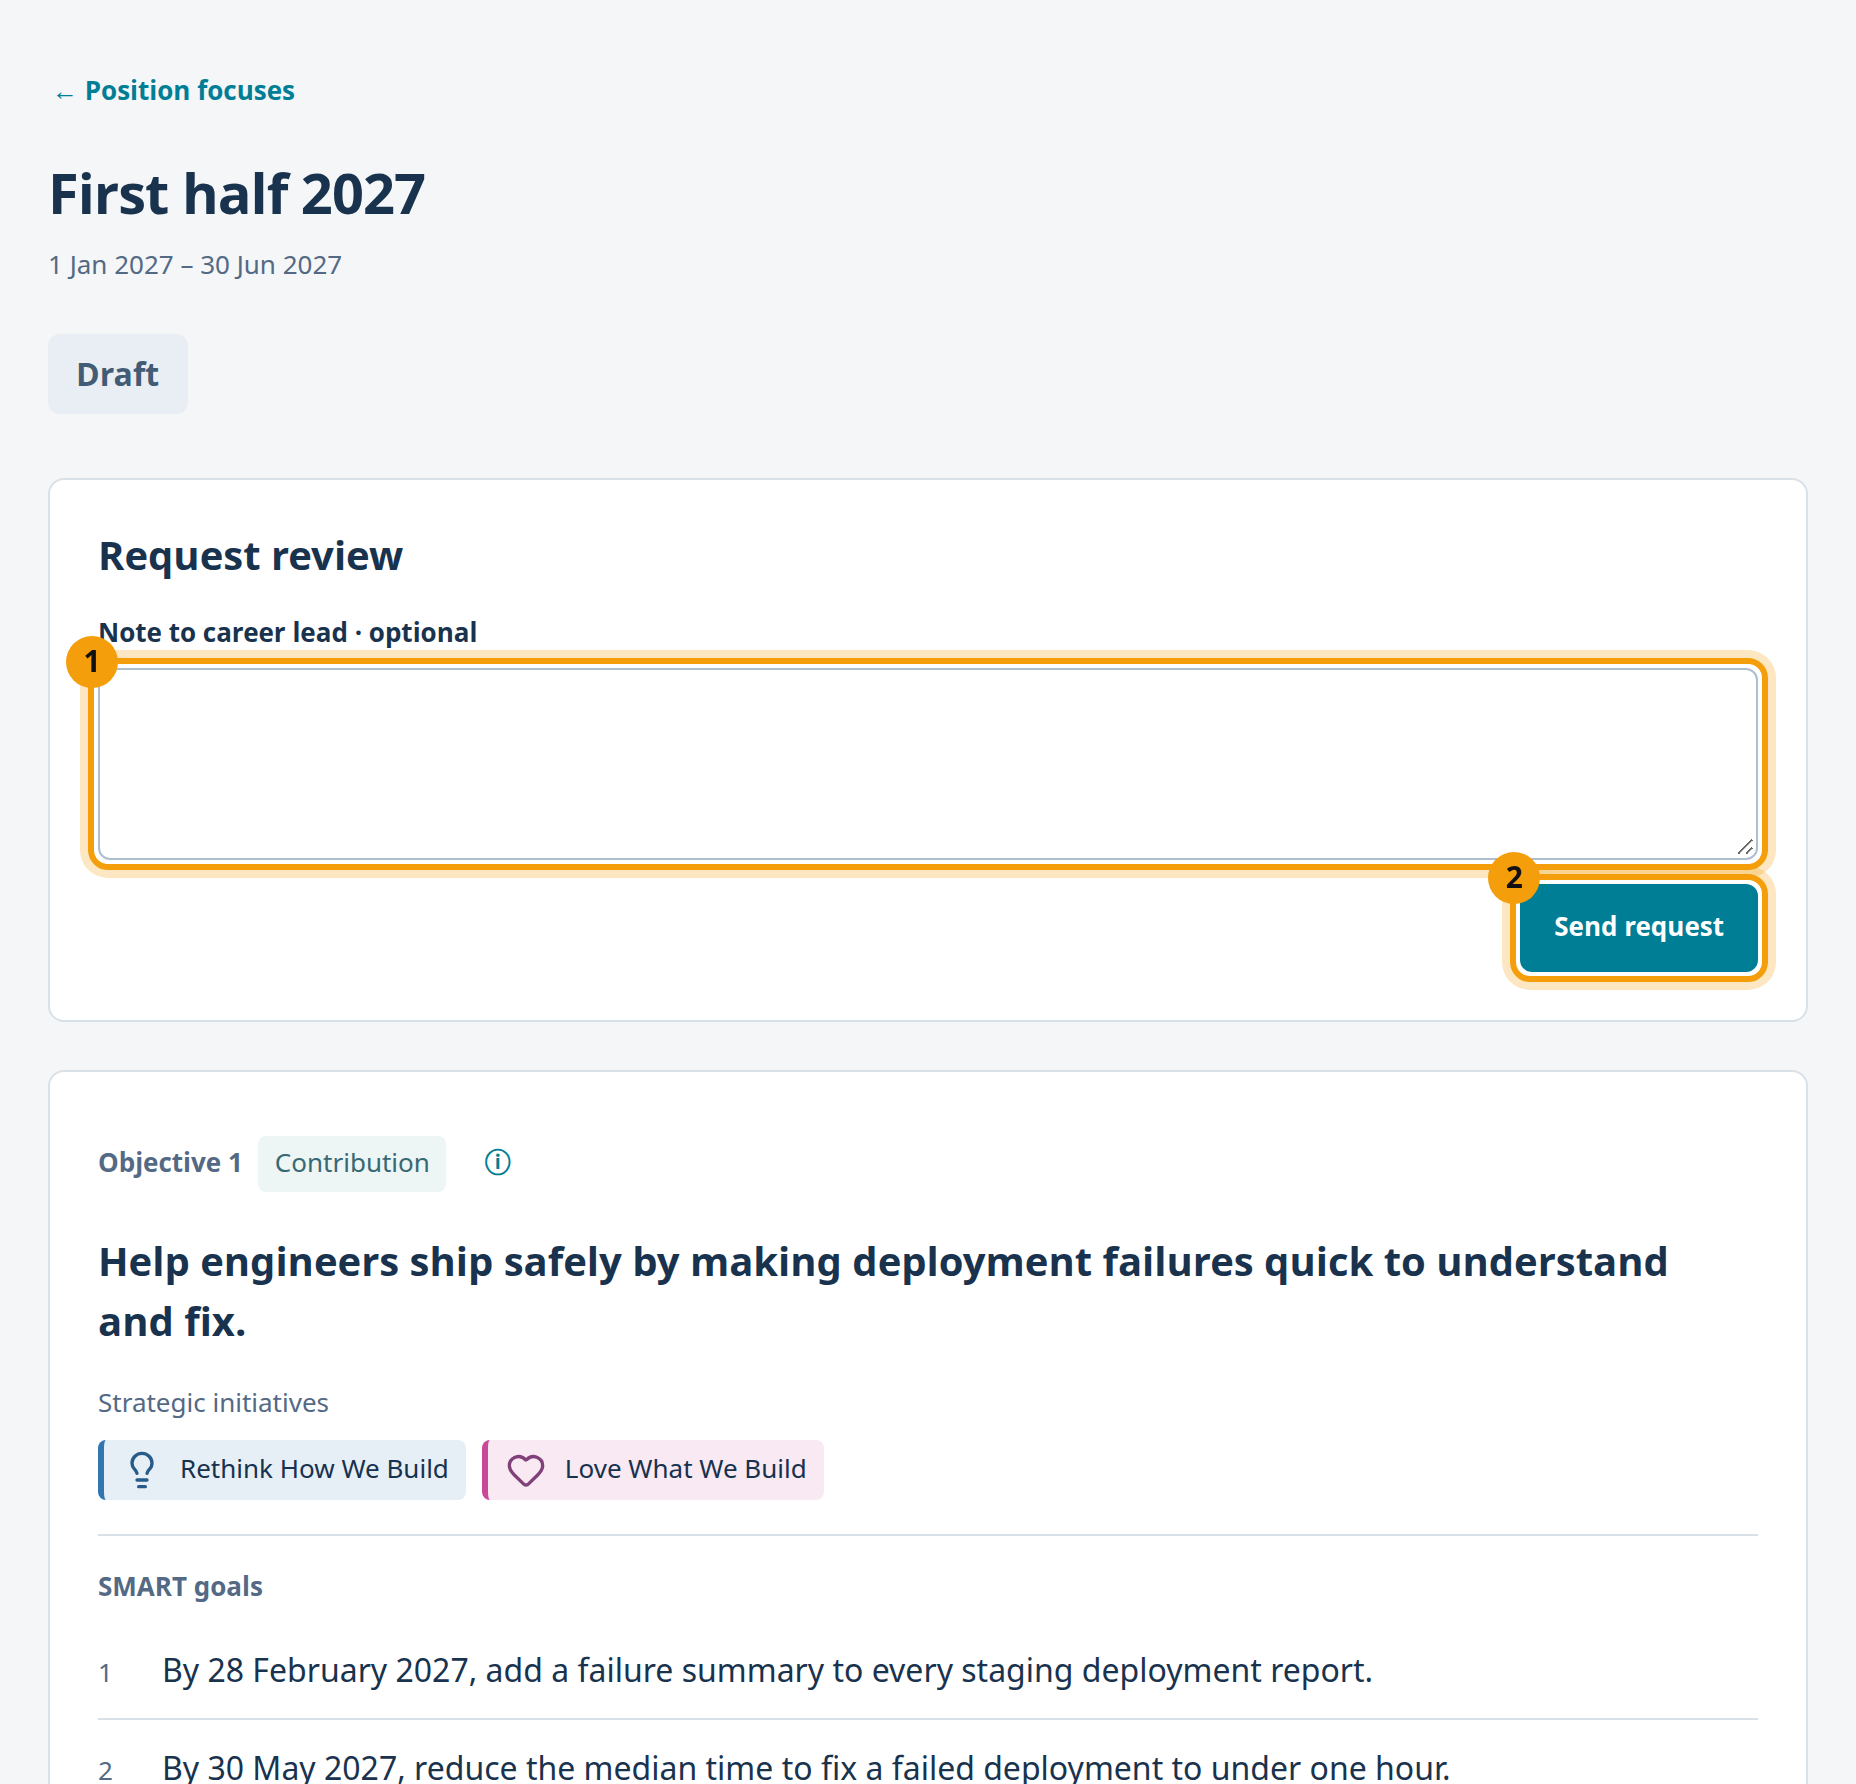 ← Position focuses
First half 2027
1 Jan 2027 – 30 Jun 2027
Draft
Request review
Note to career lead · optional
1
2
Send request
Objective 1 Contribution ⓘ
Help engineers ship safely by making deployment failures quick to understand
and fix.
Strategic initiatives
Rethink How We Build Love What We Build
SMART goals
1 By 28 February 2027, add a failure summary to every staging deployment report.
2 By 30 May 2027, reduce the median time to fix a failed deployment to under one hour.